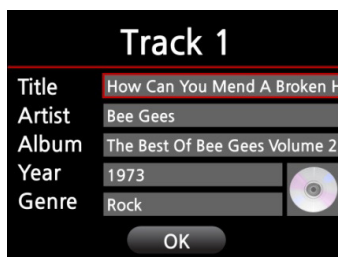 Track 1
Title How Can You Mend A Broken H
Artist Bee Gees
Album The Best Of Bee Gees Volume 2
Year 1973
Genre Rock
OK